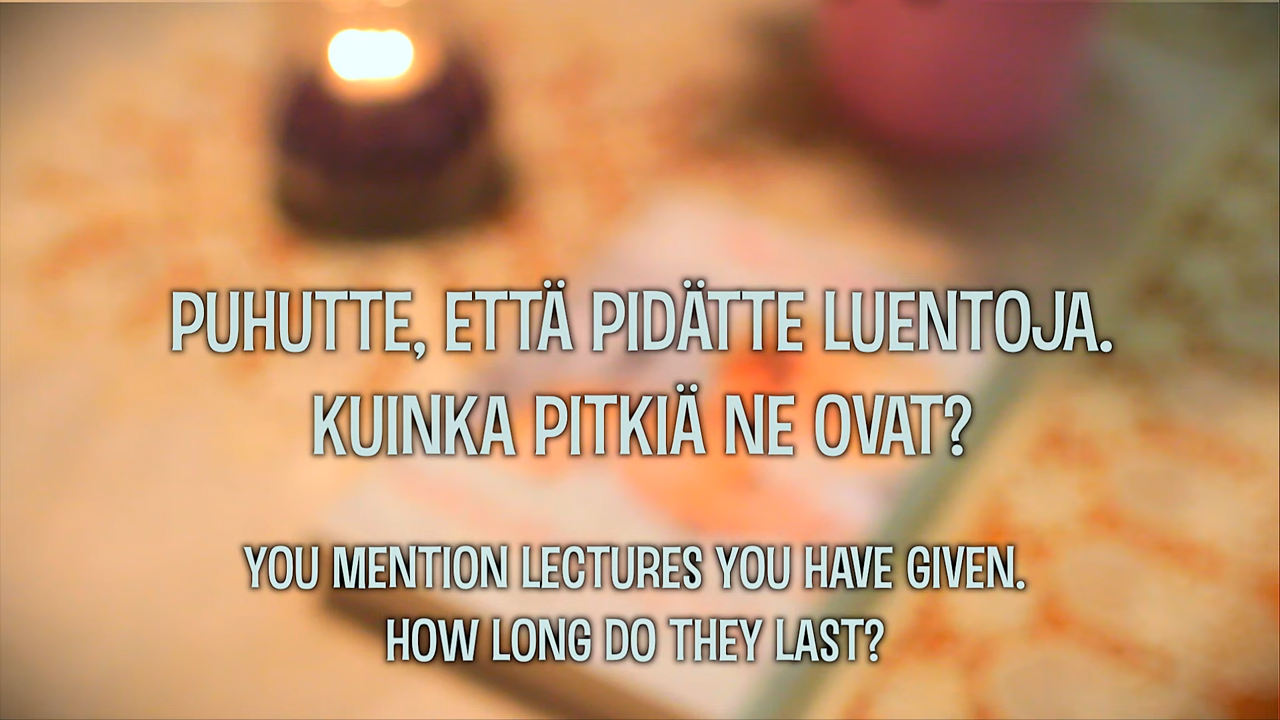 PUHUTTE, ETTÄ PIDÄTTE LUENTOJA.
KUINKA PITKIÄ NE OVAT?
YOU MENTION LECTURES YOU HAVE GIVEN.
HOW LONG DO THEY LAST?